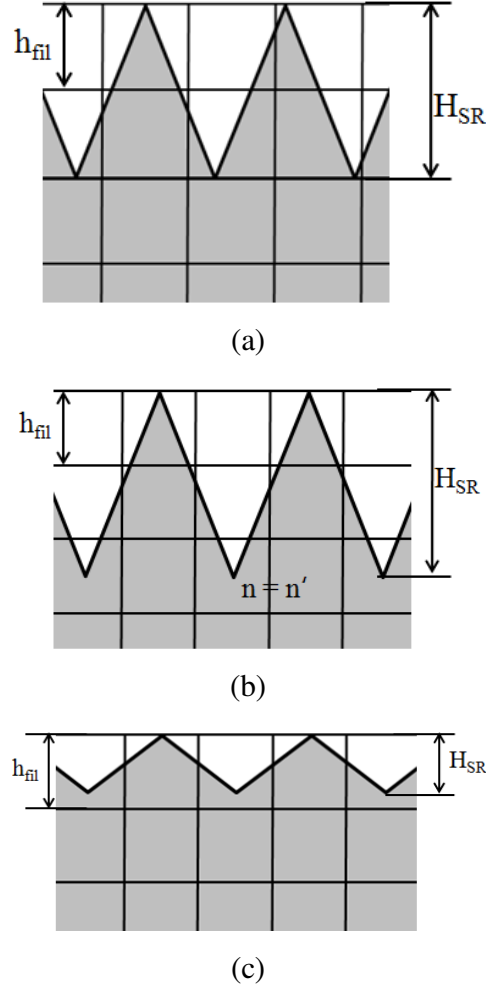 h_fil
H_SR
(a)
h_fil
H_SR
n = n'
(b)
h_fil
H_SR
(c)